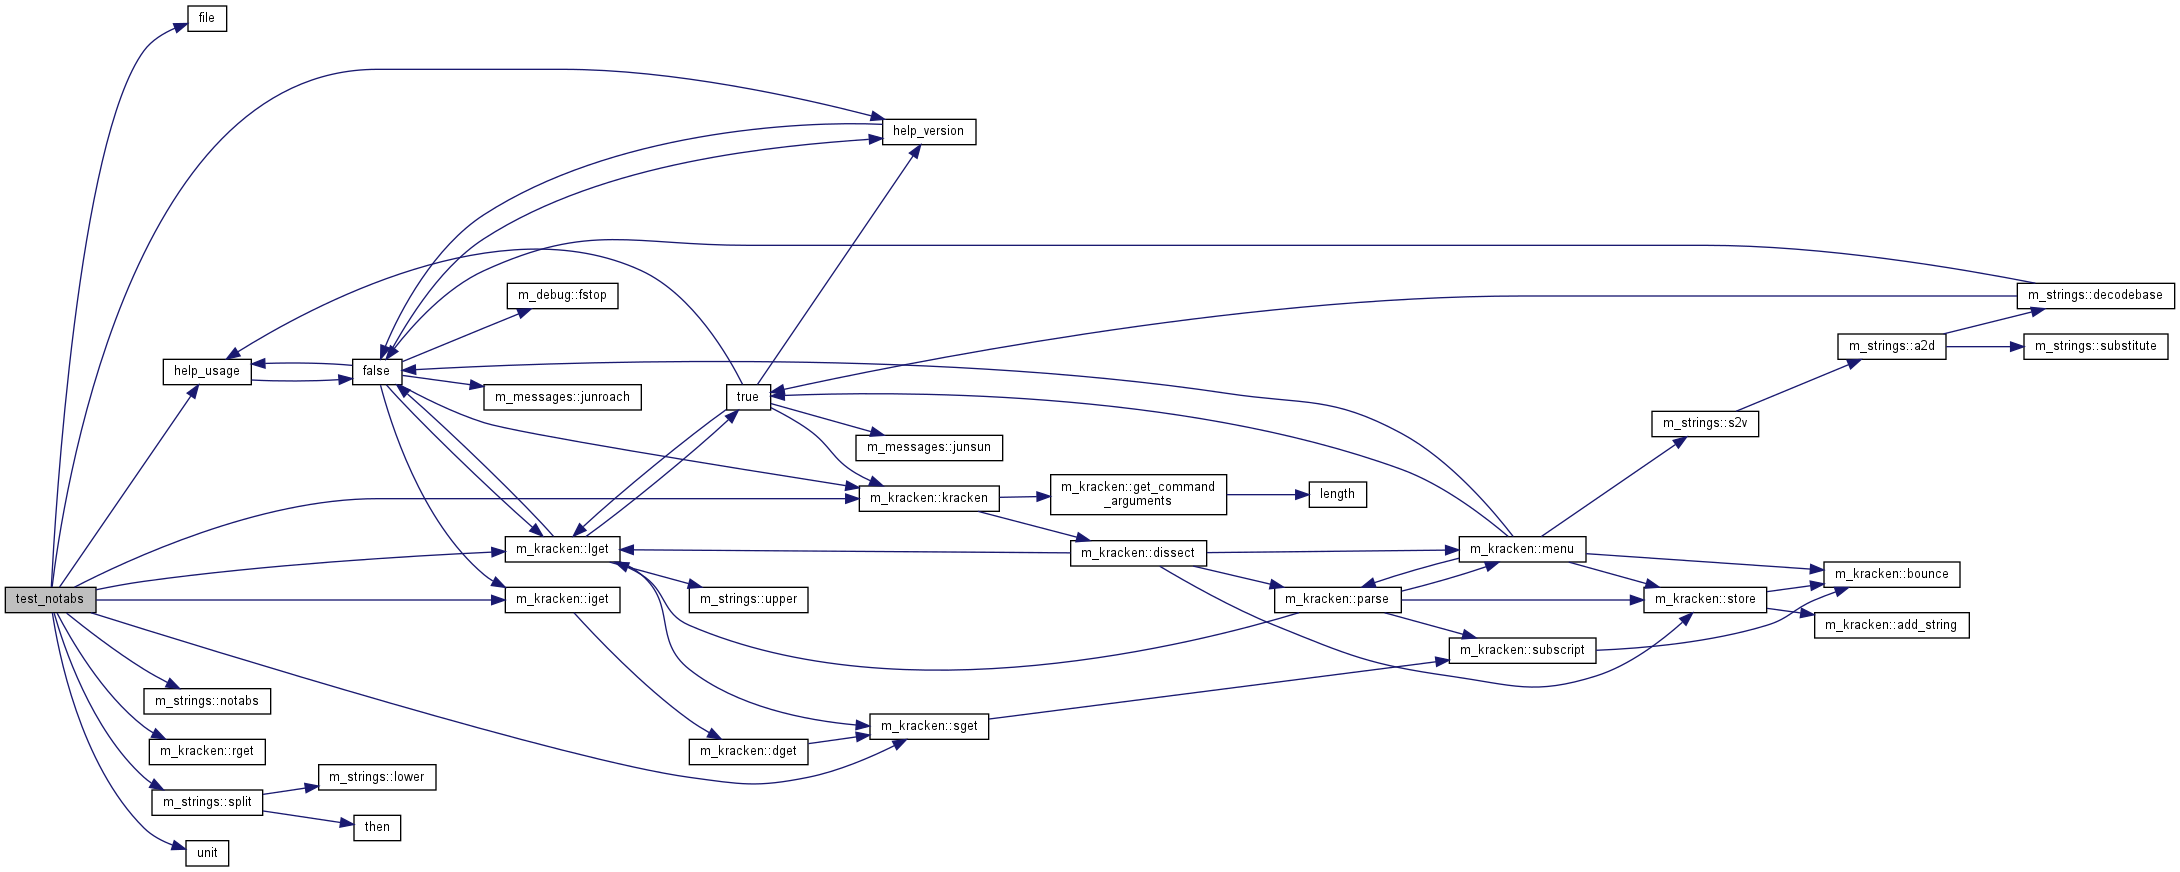 file
help_version
m_strings::decodebase
m_debug::fstop
m_strings::a2d
m_strings::substitute
help_usage
false
m_messages::junroach
true
m_strings::s2v
m_messages::junsun
m_kracken::kracken
m_kracken::get_command
_arguments
length
m_kracken::lget
m_kracken::dissect
m_kracken::menu
m_kracken::bounce
test_notabs
m_kracken::iget
m_strings::upper
m_kracken::parse
m_kracken::store
m_kracken::add_string
m_kracken::subscript
m_strings::notabs
m_kracken::sget
m_kracken::rget
m_kracken::dget
m_strings::lower
m_strings::split
then
unit